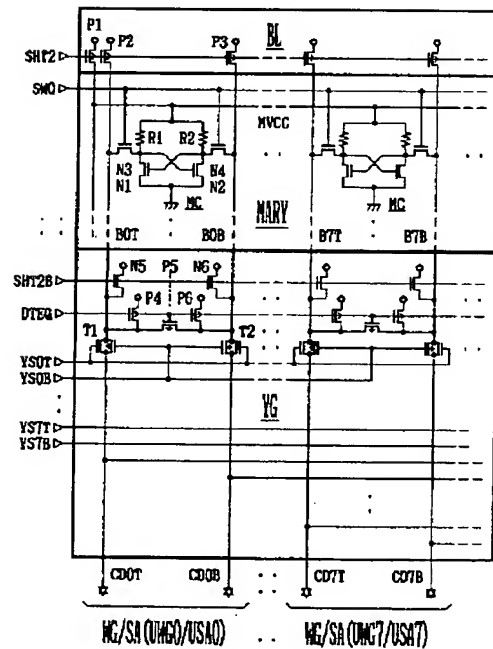 P1
P2 P3 BL
SHT2
SWQ
MVCC
R1 R2
N3 N4
N1 N2
MC MC
MARY
B0T B0B B7T B7B
N5 P5 N6
SHT2B
P4 P6
DTEQ
T1 T2
YS0T
YS0B
YG
YS7T
YS7B
CD0T CD0B CD7T CD7B
WG/SA(UWG0/USA0) WG/SA(UWG7/USA7)